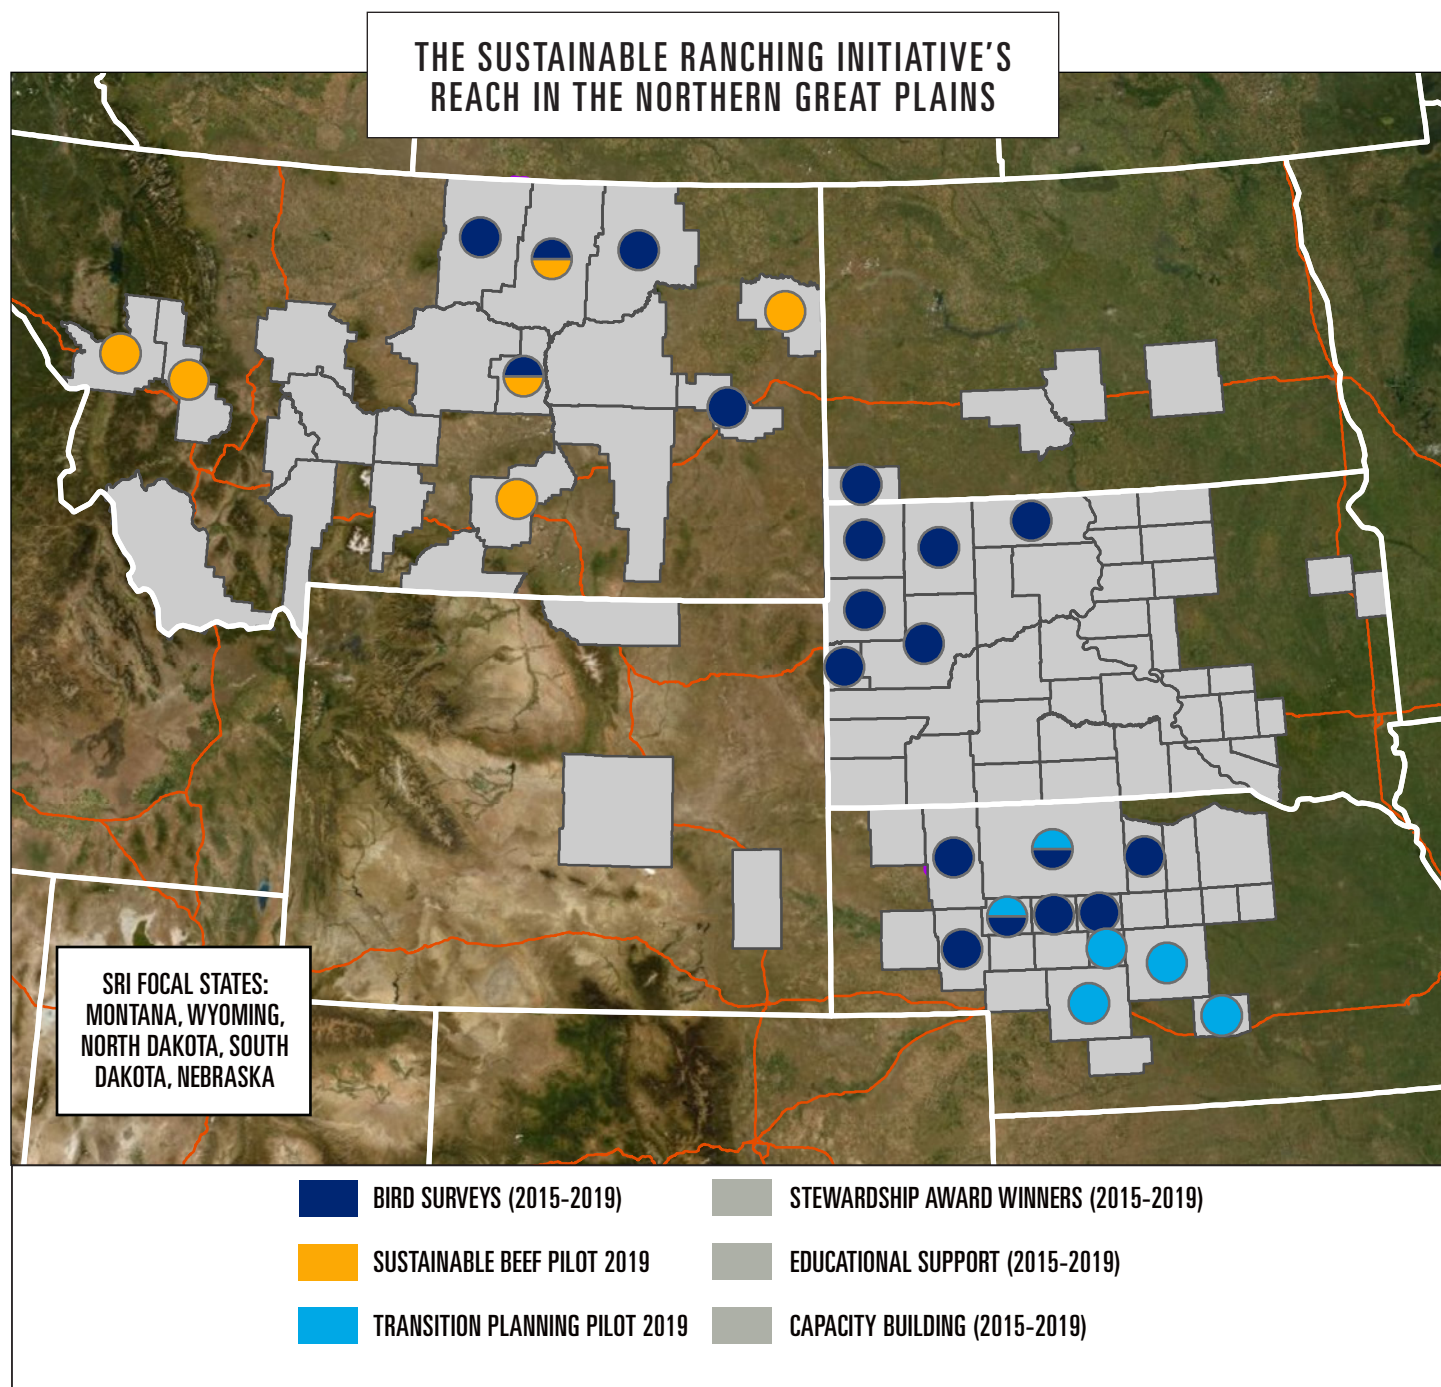 THE SUSTAINABLE RANCHING INITIATIVE'S
REACH IN THE NORTHERN GREAT PLAINS
SRI FOCAL STATES:
MONTANA, WYOMING,
NORTH DAKOTA, SOUTH
DAKOTA, NEBRASKA
BIRD SURVEYS (2015-2019)
SUSTAINABLE BEEF PILOT 2019
TRANSITION PLANNING PILOT 2019
STEWARDSHIP AWARD WINNERS (2015-2019)
EDUCATIONAL SUPPORT (2015-2019)
CAPACITY BUILDING (2015-2019)